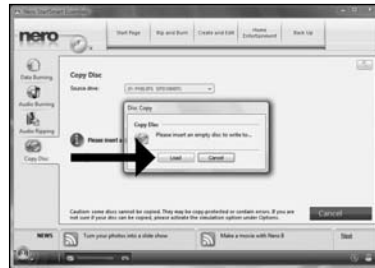 Nero StartSmart Essentials
nero
Start Page
Rip and Burn
Create and Edit
Home
Entertainment
Back Up
Data Burning
Audio Burning
Audio Ripping
Copy Disc
Copy Disc
Source drive:
Disc Copy
Copy Disc
Please insert an empty disc to write to...
Load
Cancel
Please insert a
Caution: some discs cannot be copied. They may be copy-protected or contain errors. If you are
not sure if your disc can be copied, please activate the simulation option under Options.
Cancel
NEWS
Turn your photos into a slide show
Make a movie with Nero 8
Next